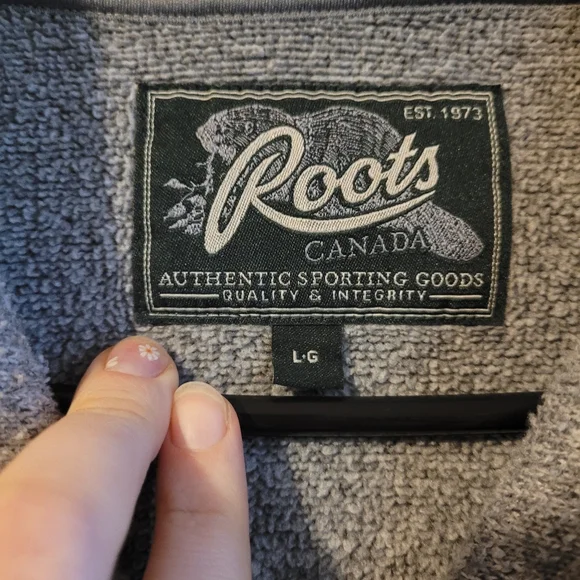 EST. 1973
Roots
CANADA
AUTHENTIC SPORTING GOODS
QUALITY & INTEGRITY
L·G